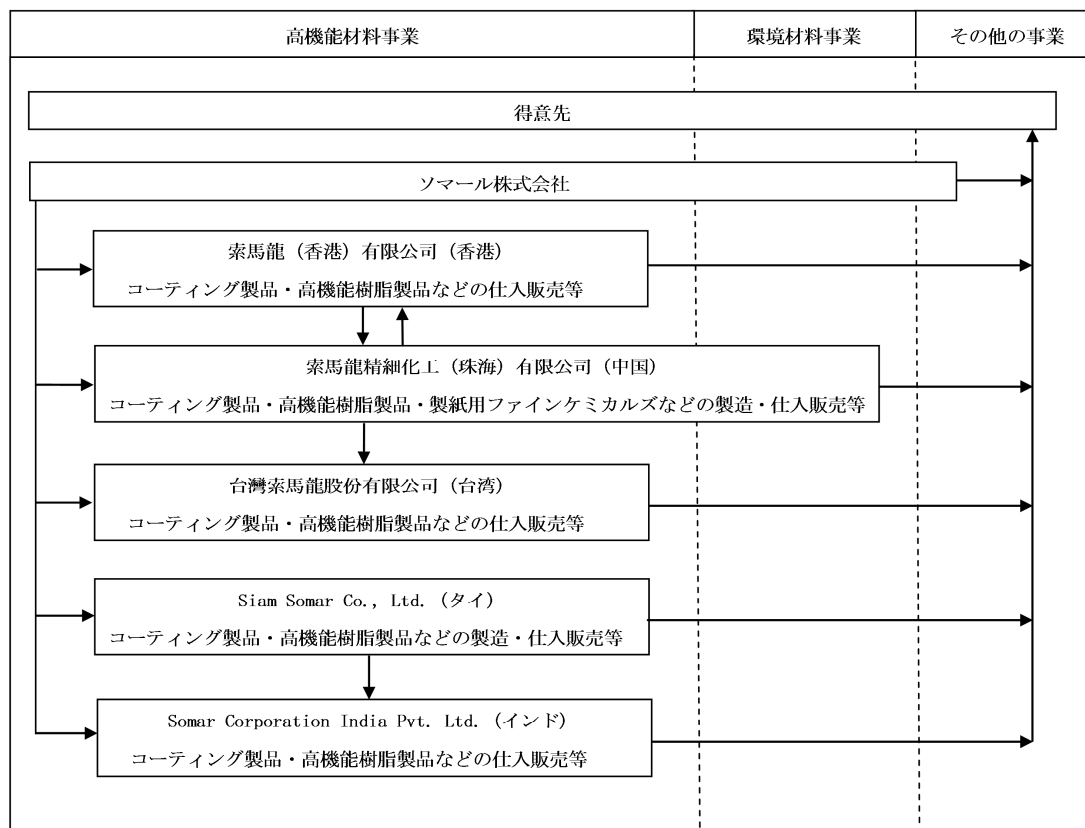 高機能材料事業
環境材料事業
その他の事業
得意先
ソマール株式会社
索馬龍（香港）有限公司（香港）
コーティング製品・高機能樹脂製品などの仕入販売等
索馬龍精細化工（珠海）有限公司（中国）
コーティング製品・高機能樹脂製品・製紙用ファインケミカルズなどの製造・仕入販売等
台灣索馬龍股份有限公司（台湾）
コーティング製品・高機能樹脂製品などの仕入販売等
Siam Somar Co., Ltd.（タイ）
コーティング製品・高機能樹脂製品などの製造・仕入販売等
Somar Corporation India Pvt. Ltd.（インド）
コーティング製品・高機能樹脂製品などの仕入販売等